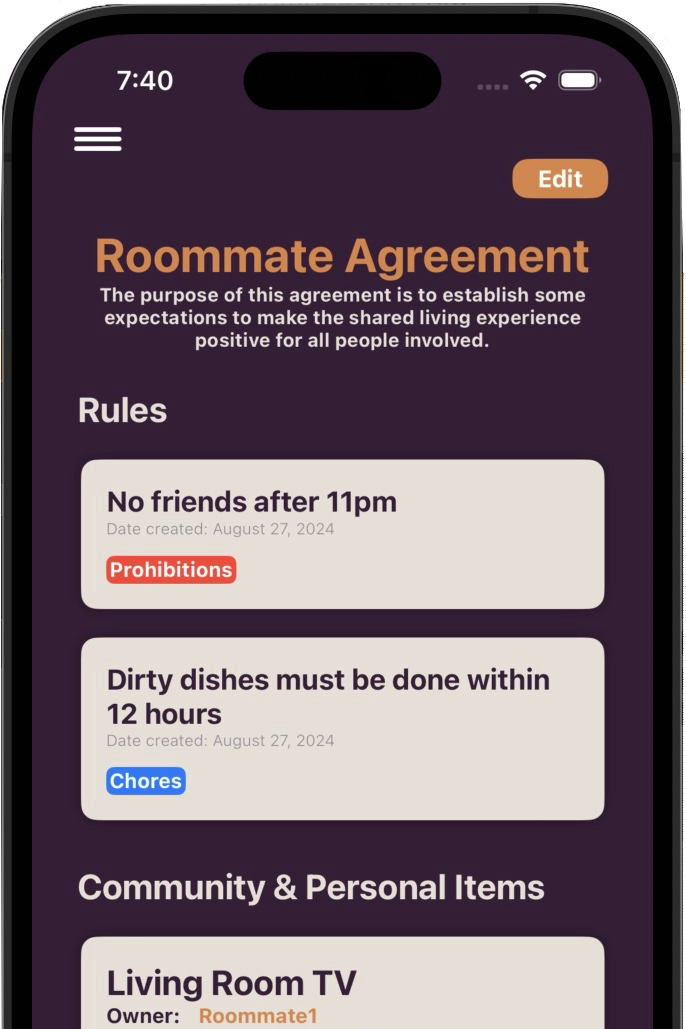 7:40
Edit
Roommate Agreement
The purpose of this agreement is to establish some
expectations to make the shared living experience
positive for all people involved.
Rules
No friends after 11pm
Date created: August 27, 2024
Prohibitions
Dirty dishes must be done within
12 hours
Date created: August 27, 2024
Chores
Community & Personal Items
Living Room TV
Owner: Roommate1